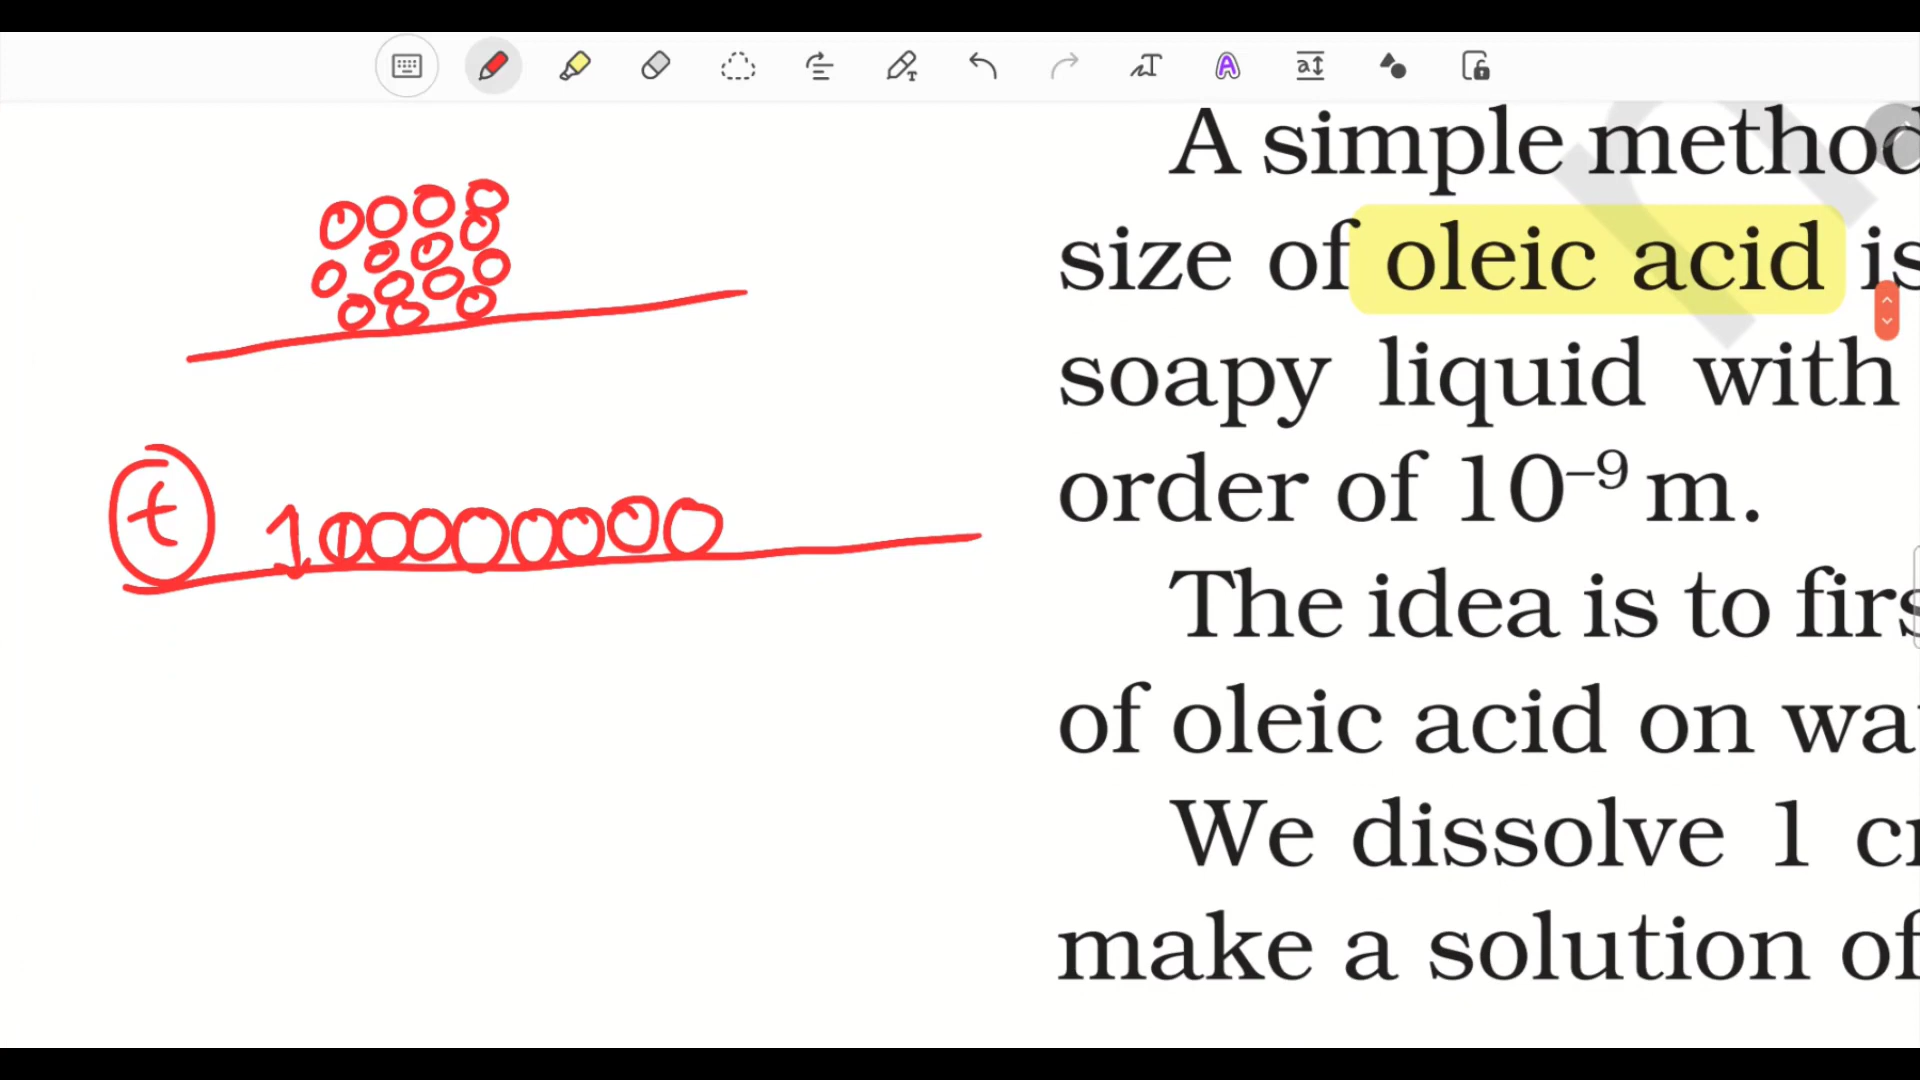 t
A simple method
size of oleic acid is
soapy liquid with
order of 10⁻⁹ m.
The idea is to firs
of oleic acid on wa
We dissolve 1 c
make a solution of